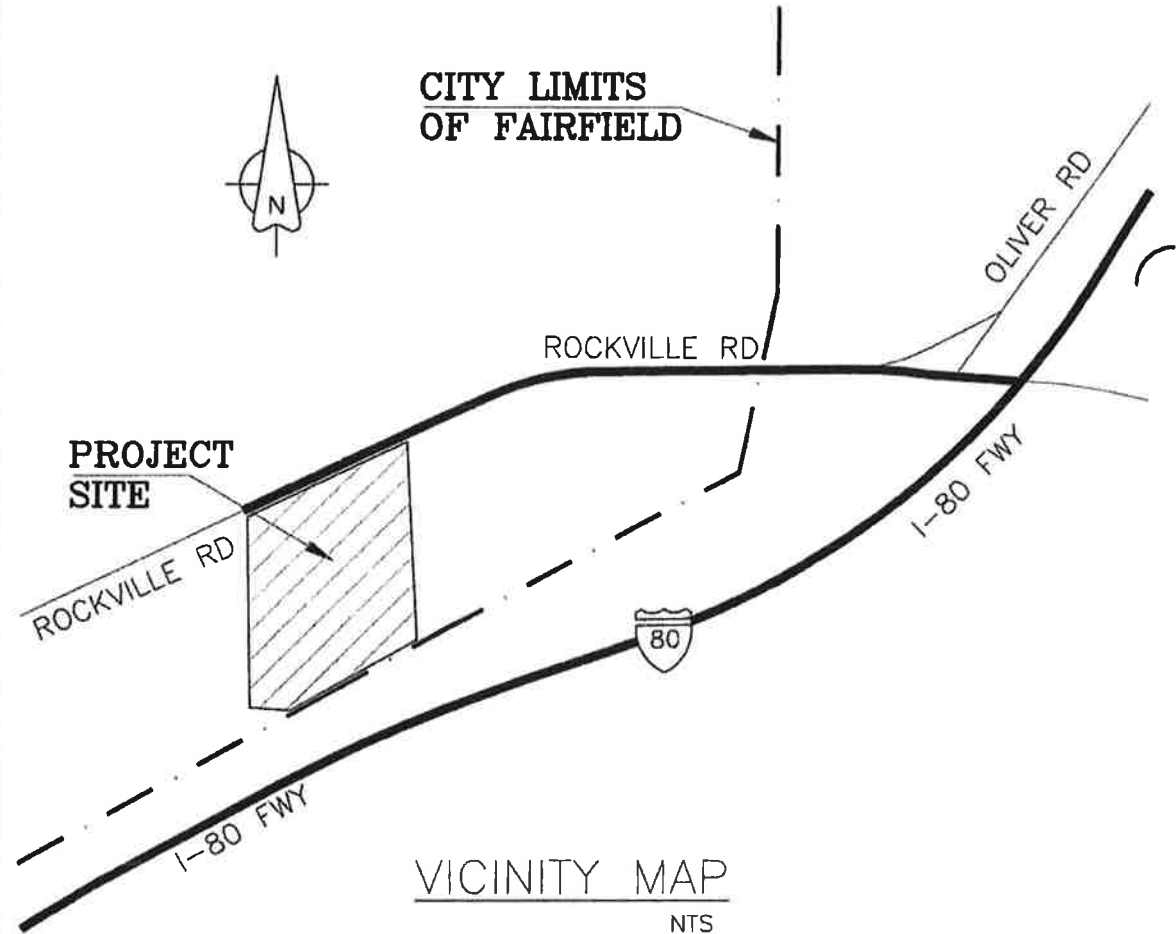 CITY LIMITS
OF FAIRFIELD
N
OLIVER RD
ROCKVILLE RD
PROJECT
SITE
ROCKVILLE RD
I-80 FWY
80
I-80 FWY
VICINITY MAP
NTS